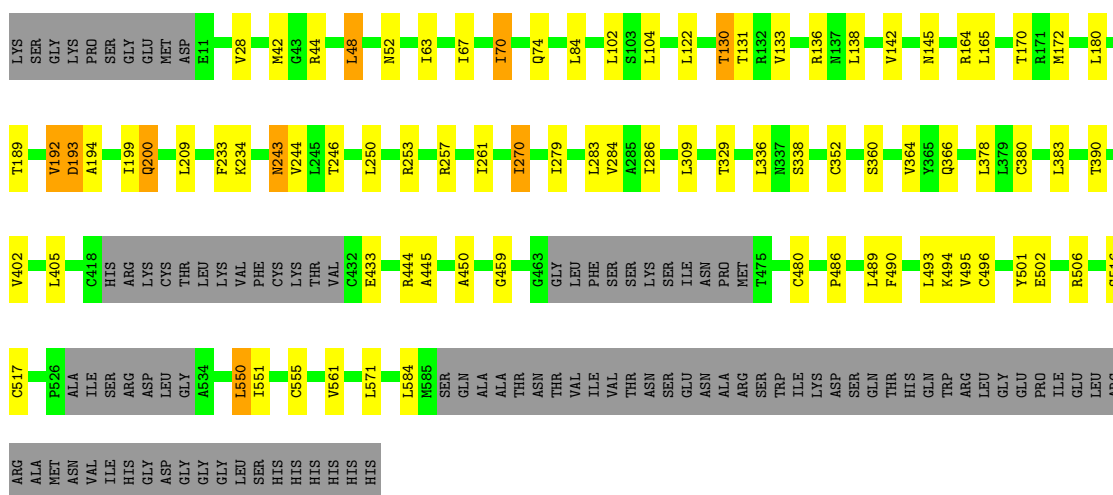 LYS SER GLY LYS PRO SER GLY GLU MET ASP E11 V28 M42 G43 R44 L48 N52 I63 I67 I70 Q74 L84 L102 S103 L104 L122 T130 T131 R132 V133 R136 N137 L138 V142 N145 R164 L165 T170 R171 M172 L180
T189 V192 D193 A194 I199 Q200 L209 F233 K234 N243 V244 L245 T246 L250 R253 R257 I261 I270 I279 L283 V284 A285 I286 L309 T329 L336 N337 S338 C352 S360 V364 Y365 Q366 L378 L379 C380 L383 T390
V402 L405 C418 HIS ARG LYS CYS THR LEU LYS VAL PHE CYS LYS THR VAL C432 E433 R444 A445 A450 G459 G463 GLY LEU PHE SER SER LYS SER ILE ASN PRO MET T475 C480 P486 L489 F490 L493 K494 V495 C496 Y501 E502 R506
C517 P526 ALA ILE SER ARG ASP LEU GLY A534 L550 I551 C555 V561 L571 L584 M585 SER GLN ALA ALA THR ASN THR VAL ILE VAL THR ASN SER GLU ASN ALA ARG SER TRP ILE LYS ASP SER GLN THR HIS GLN TRP ARG LEU GLY GLU PRO ILE GLU LEU
ARG ALA MET ASN VAL ILE HIS GLY ASP GLY GLY GLY LEU SER HIS HIS HIS HIS HIS HIS